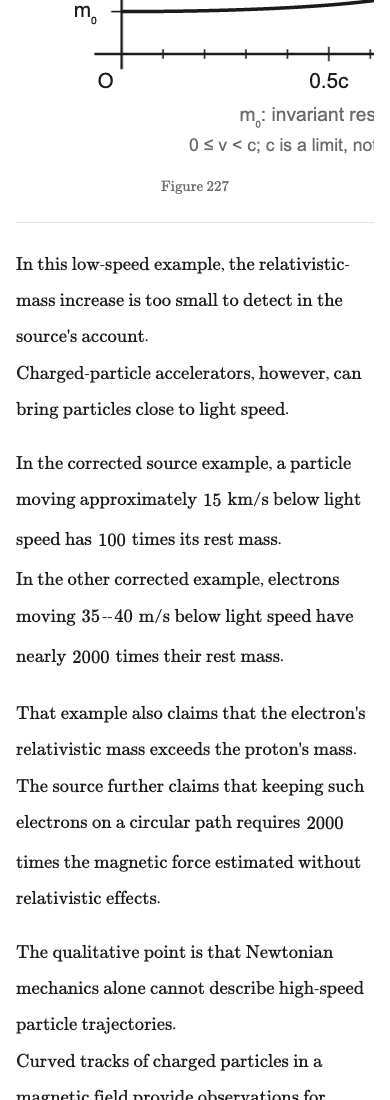 m₀
O
0.5c
m₀: invariant res
0 ≤ v < c; c is a limit, not
Figure 227
In this low-speed example, the relativistic-
mass increase is too small to detect in the
source's account.
Charged-particle accelerators, however, can
bring particles close to light speed.
In the corrected source example, a particle
moving approximately 15 km/s below light
speed has 100 times its rest mass.
In the other corrected example, electrons
moving 35--40 m/s below light speed have
nearly 2000 times their rest mass.
That example also claims that the electron's
relativistic mass exceeds the proton's mass.
The source further claims that keeping such
electrons on a circular path requires 2000
times the magnetic force estimated without
relativistic effects.
The qualitative point is that Newtonian
mechanics alone cannot describe high-speed
particle trajectories.
Curved tracks of charged particles in a
magnetic field provide observations for